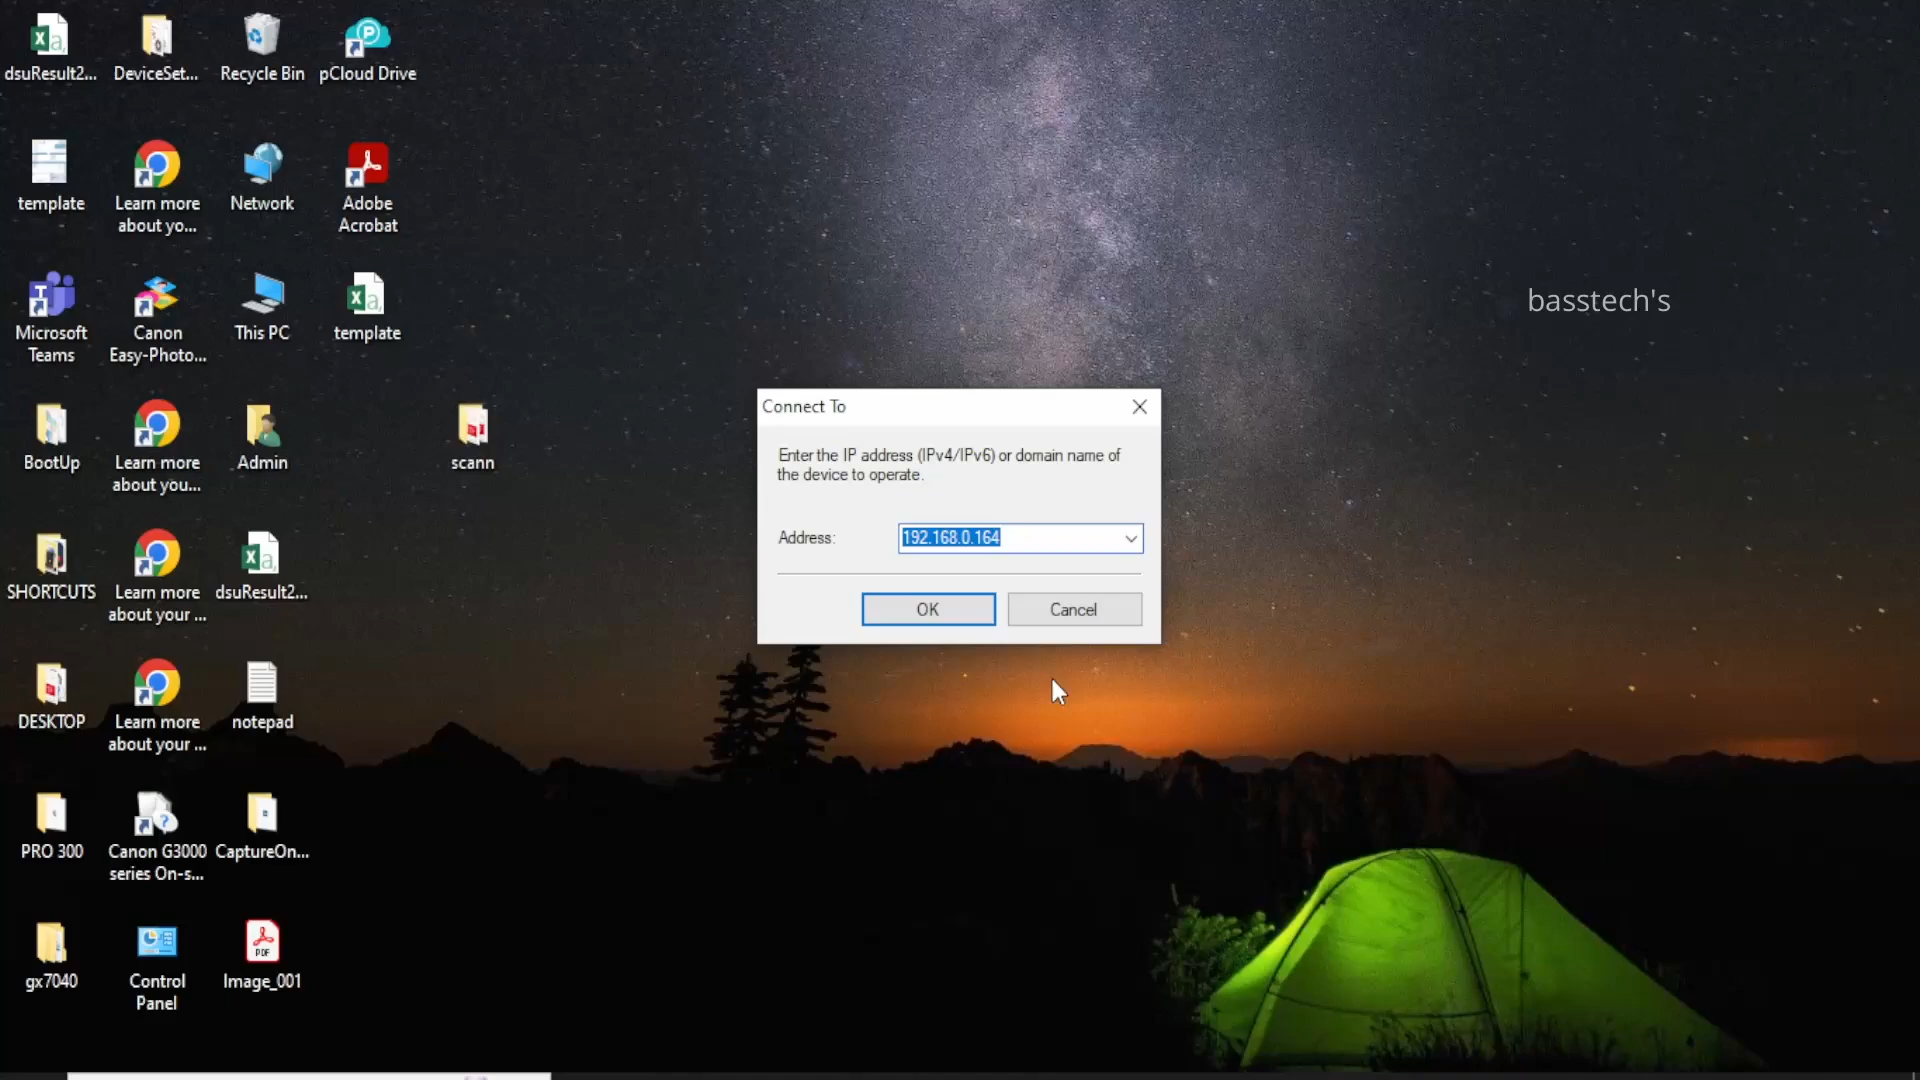 dsuResult2...
DeviceSet...
Recycle Bin
pCloud Drive
template
Learn more
about yo...
Network
Adobe
Acrobat
Microsoft
Teams
Canon
Easy-Photo...
This PC
template
basstech's
BootUp
Learn more
about you...
Admin
scann
SHORTCUTS
Learn more
about your ...
dsuResult2...
DESKTOP
Learn more
about your ...
notepad
PRO 300
Canon G3000
series On-s...
CaptureOn...
gx7040
Control
Panel
PDF
Image_001
Connect To
Enter the IP address (IPv4/IPv6) or domain name of
the device to operate.
Address: 192.168.0.164
OK
Cancel